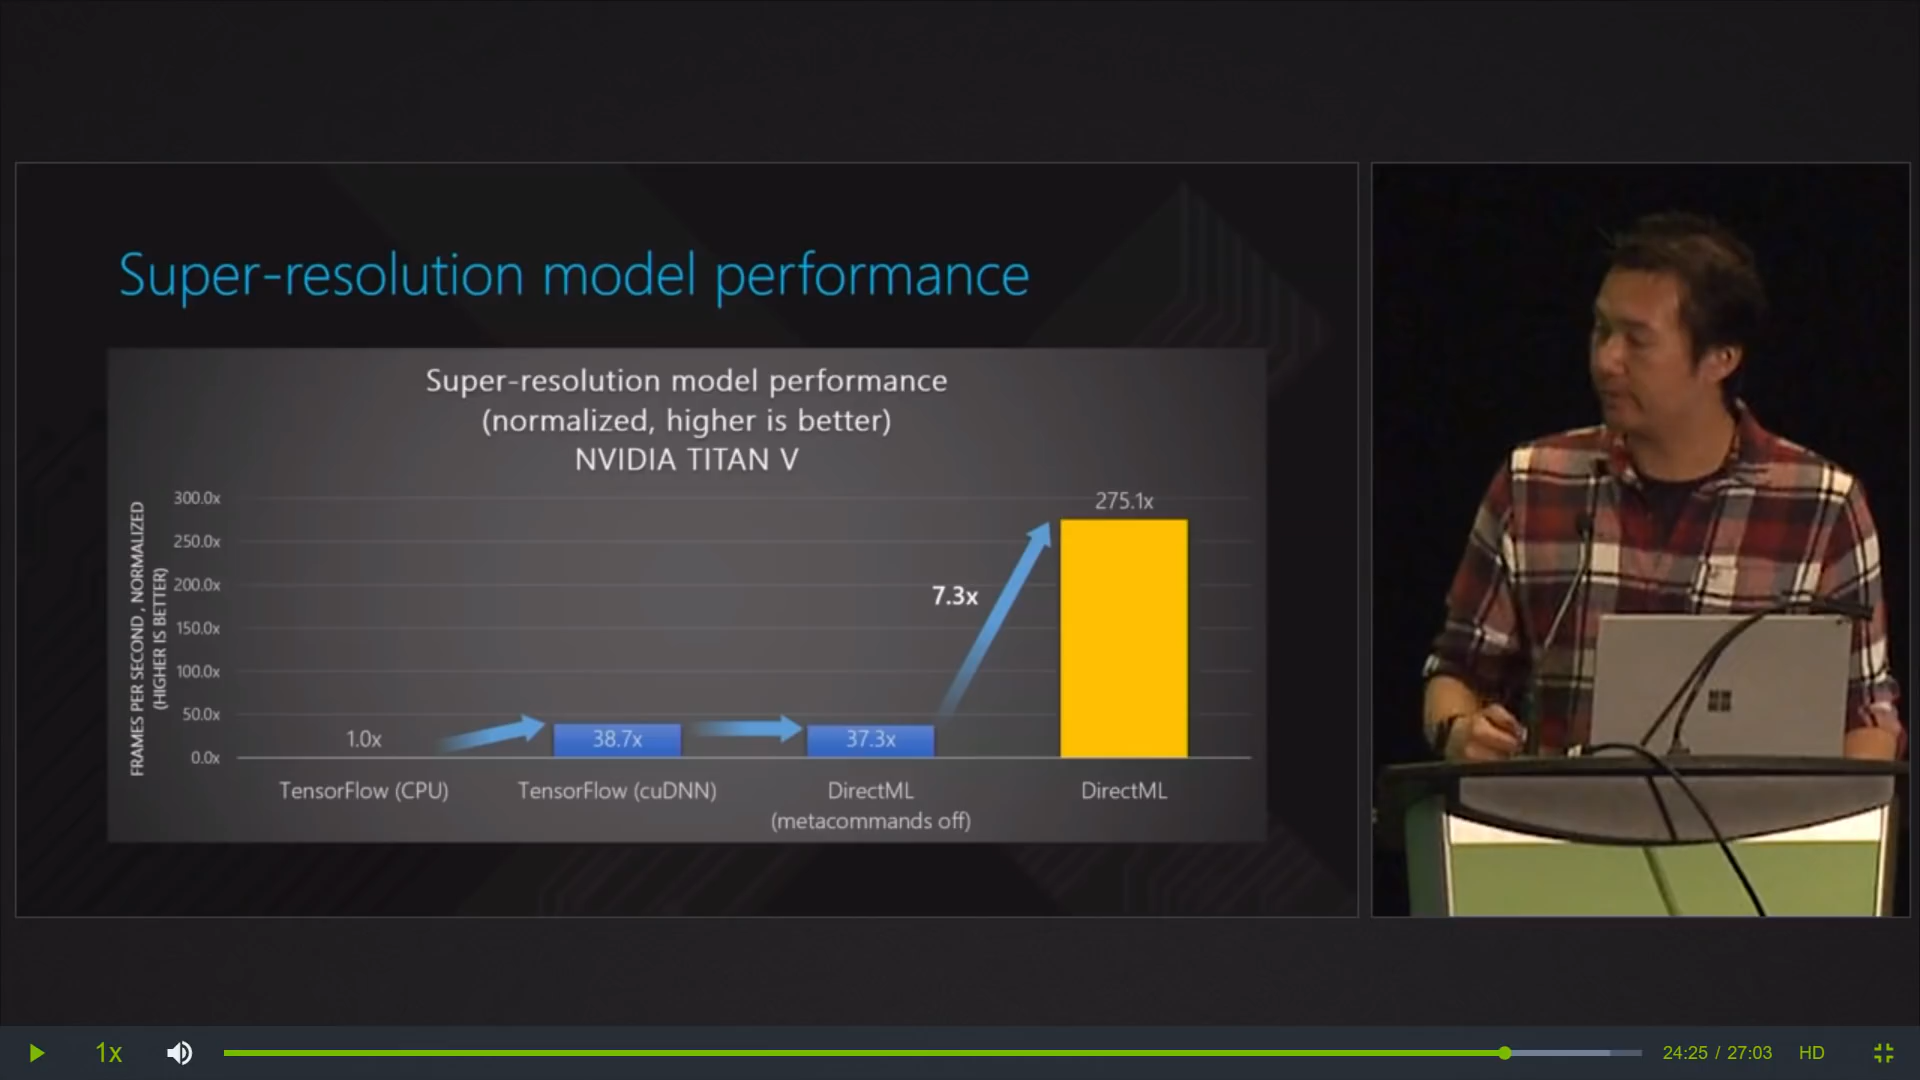 Super-resolution model performance
Super-resolution model performance
(normalized, higher is better)
NVIDIA TITAN V
FRAMES PER SECOND , NORMALIZED
(HIGHER IS BETTER)
300.0x
250.0x
200.0x
150.0x
100.0x
50.0x
0.0x
1.0x
38.7x
37.3x
7.3x
275.1x
TensorFlow (CPU)
TensorFlow (cuDNN)
DirectML
(metacommands off)
DirectML
1x
24:25 / 27:03
HD